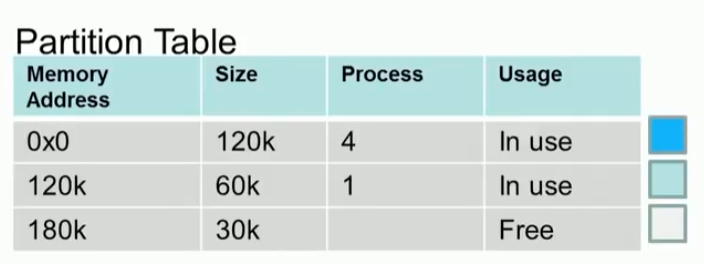 Partition Table
Memory Address Size Process Usage
0x0 120k 4 In use
120k 60k 1 In use
180k 30k Free